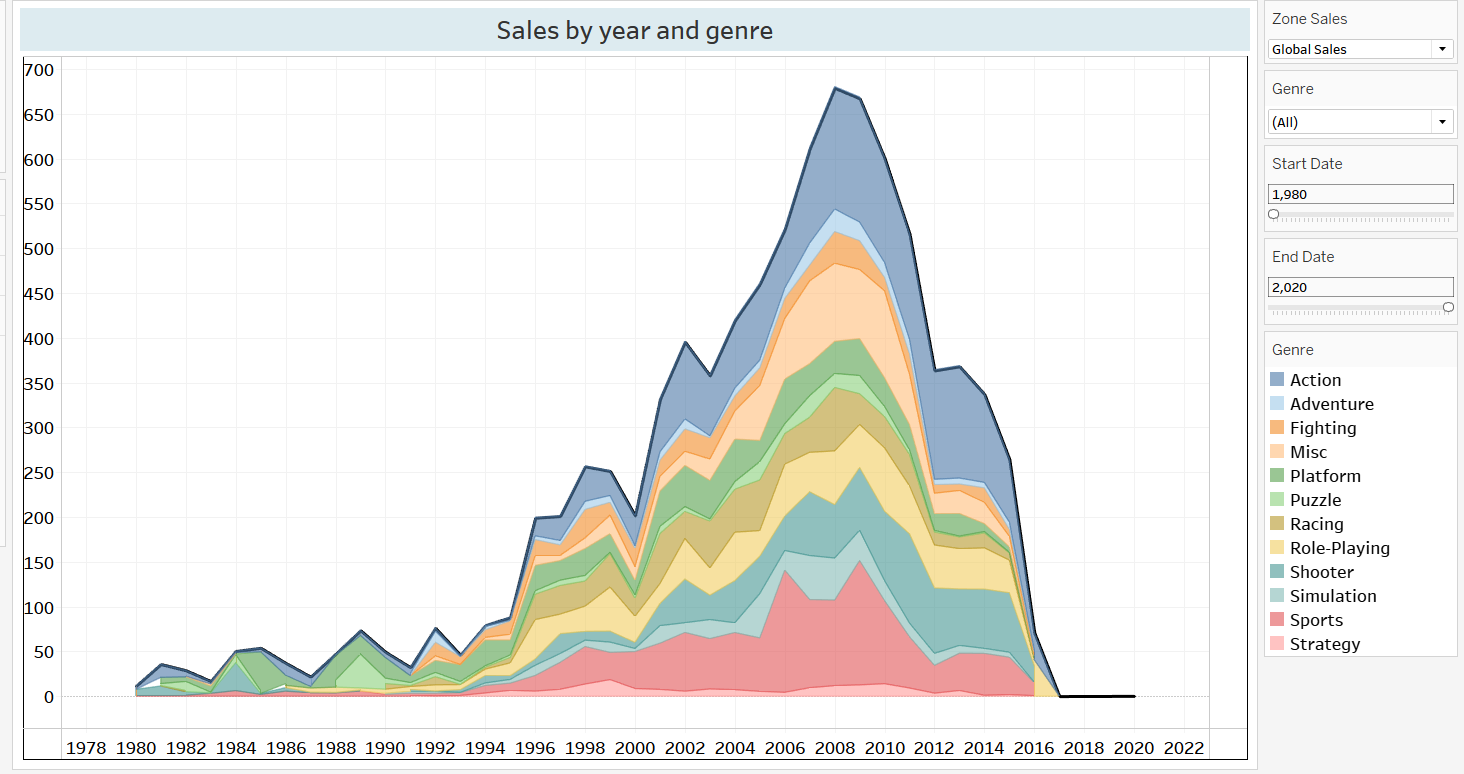 Sales by year and genre
700
650
600
550
500
450
400
350
300
250
200
150
100
50
0
1978 1980 1982 1984 1986 1988 1990 1992 1994 1996 1998 2000 2002 2004 2006 2008 2010 2012 2014 2016 2018 2020 2022
Zone Sales
Global Sales
Genre
(All)
Start Date
1,980
End Date
2,020
Genre
Action
Adventure
Fighting
Misc
Platform
Puzzle
Racing
Role-Playing
Shooter
Simulation
Sports
Strategy